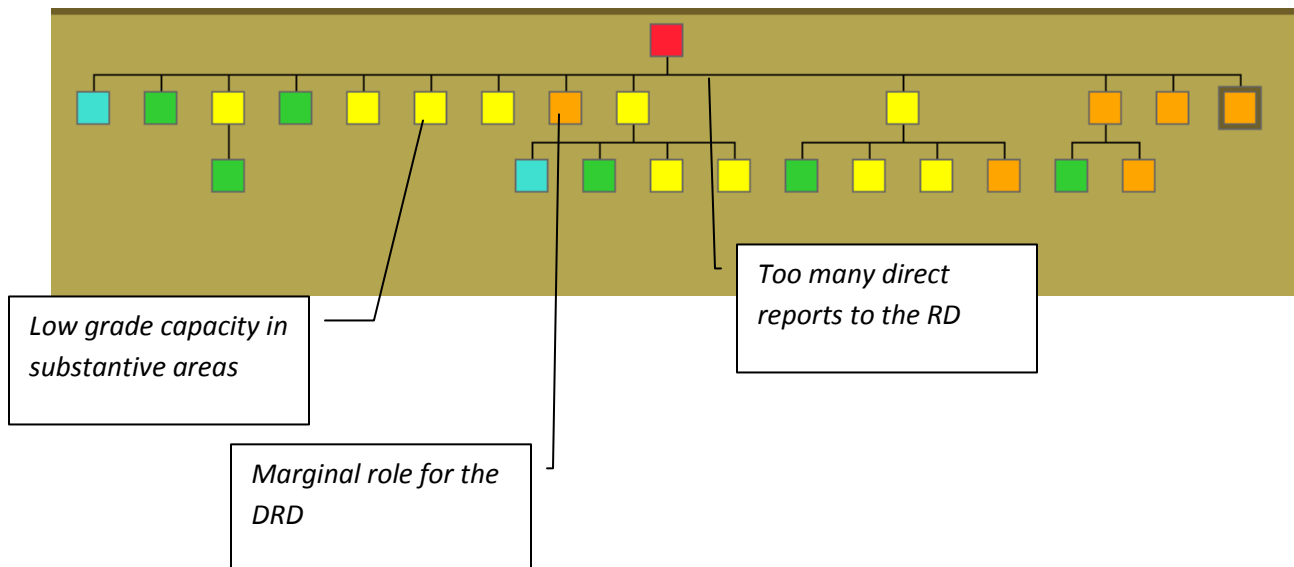 Too many direct
reports to the RD
Low grade capacity in
substantive areas
Marginal role for the
DRD